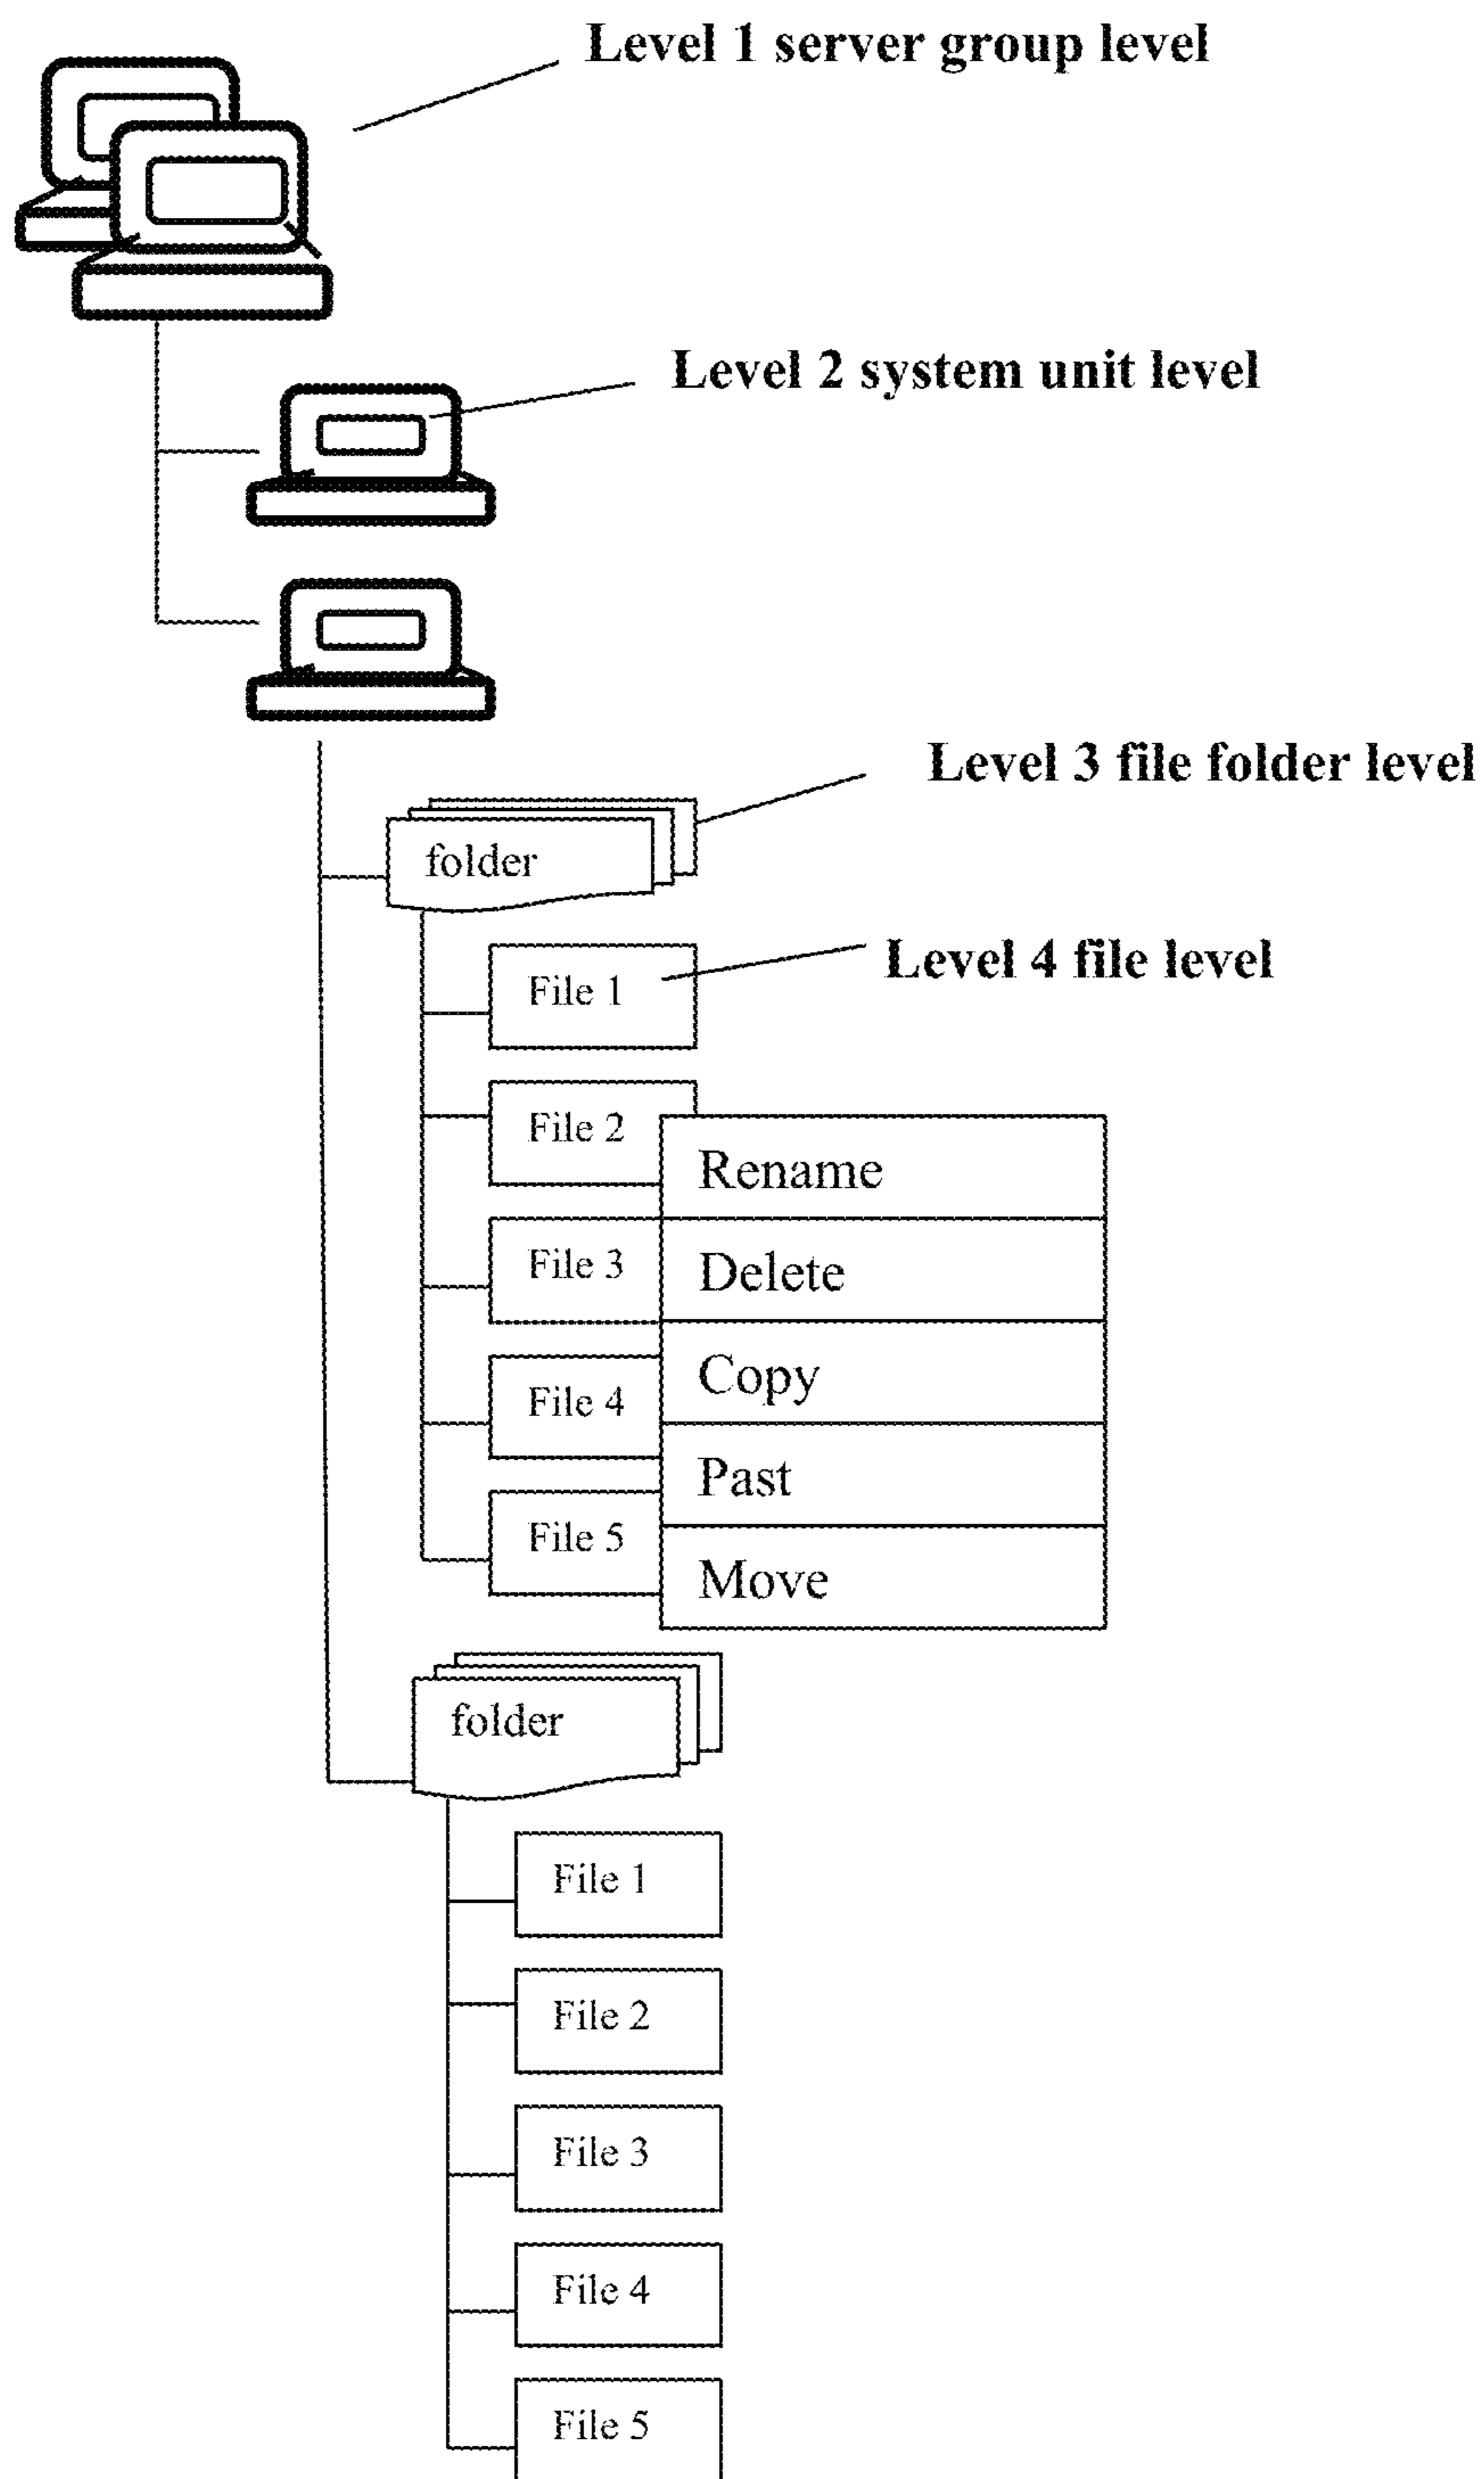 Level 1 server group level
Level 2 system unit level
Level 3 file folder level
folder
Level 4 file level
File 1
File 2
Rename
File 3
Delete
Copy
File 4
Past
File 5
Move
folder
File 1
File 2
File 3
File 4
File 5